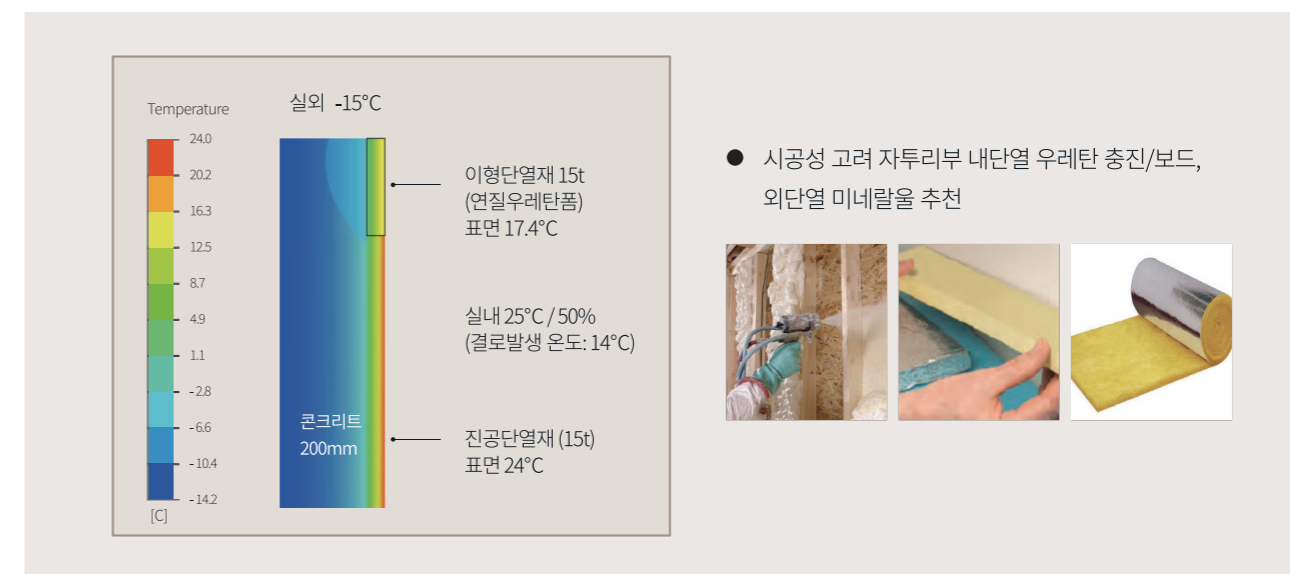 Temperature
24.0
20.2
16.3
12.5
8.7
4.9
1.1
-2.8
-6.6
-10.4
-14.2
[C]
실외 -15°C
콘크리트
200mm
이형단열재 15t
(연질우레탄폼)
표면 17.4°C
실내 25°C / 50%
(결로발생 온도: 14°C)
진공단열재 (15t)
표면 24°C
● 시공성 고려 자투리부 내단열 우레탄 충진/보드,
외단열 미네랄울 추천